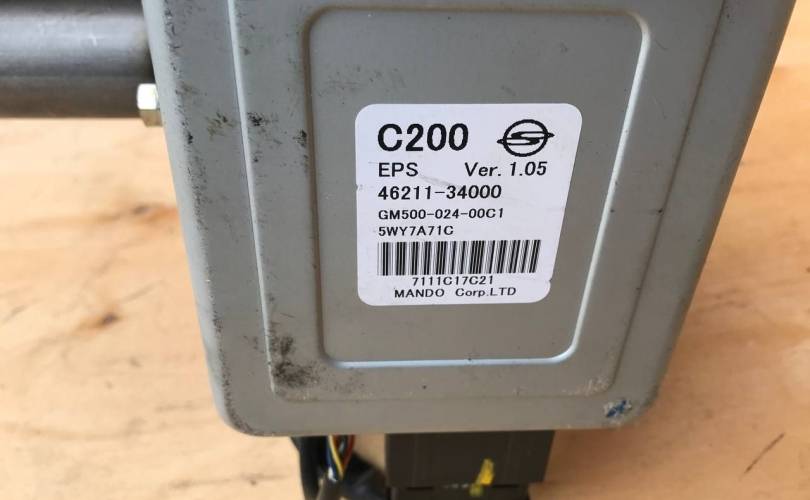 C200
EPS Ver. 1.05
46211-34000
GM500-024-00C1
5WY7A71C
7111C17C21
MANDO Corp.LTD